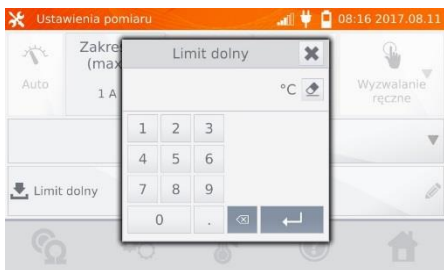 Ustawienia pomiaru
08:16 2017.08.11
Auto
Zakre
(max
1 A
Limit dolny
°C
Wyzwalanie
ręczne
1 2 3
4 5 6
7 8 9
0 .
Limit dolny